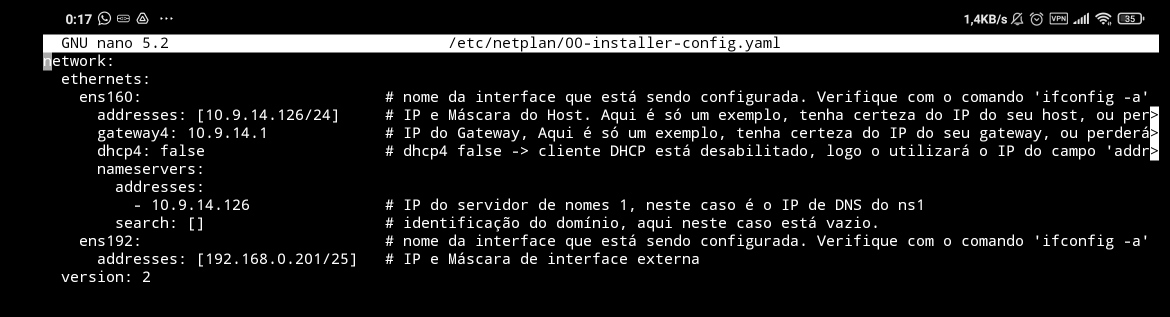 0:17 1,4KB/s VPN 35
GNU nano 5.2 /etc/netplan/00-installer-config.yaml
network:
  ethernets:
    ens160: # nome da interface que está sendo configurada. Verifique com o comando 'ifconfig -a'
      addresses: [10.9.14.126/24] # IP e Máscara do Host. Aqui é só um exemplo, tenha certeza do IP do seu host, ou per>
      gateway4: 10.9.14.1 # IP do Gateway, Aqui é só um exemplo, tenha certeza do IP do seu gateway, ou perderá>
      dhcp4: false # dhcp4 false -> cliente DHCP está desabilitado, logo o utilizará o IP do campo 'addr>
      nameservers:
        addresses:
          - 10.9.14.126 # IP do servidor de nomes 1, neste caso é o IP de DNS do ns1
        search: [] # identificação do domínio, aqui neste caso está vazio.
    ens192: # nome da interface que está sendo configurada. Verifique com o comando 'ifconfig -a'
      addresses: [192.168.0.201/25] # IP e Máscara de interface externa
  version: 2